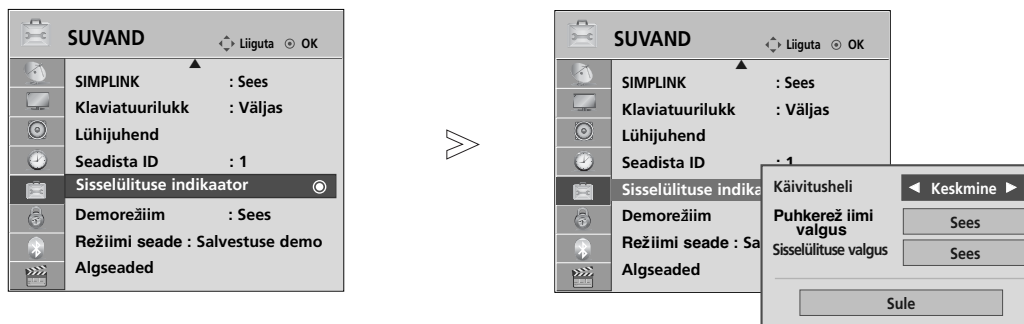 SUVAND Liiguta OK
SIMPLINK : Sees
Klaviatuurilukk : Väljas
Lühijuhend
Seadista ID : 1
Sisselülituse indikaator
Demorežiim : Sees
Režiimi seade : Salvestuse demo
Algseaded
SUVAND Liiguta OK
SIMPLINK : Sees
Klaviatuurilukk : Väljas
Lühijuhend
Seadista ID : 1
Sisselülituse indika
Demorežiim
Režiimi seade : Sa
Algseaded
Käivitusheli ◄ Keskmine ►
Puhkerež iimi
valgus Sees
Sisselülituse valgus Sees
Sule